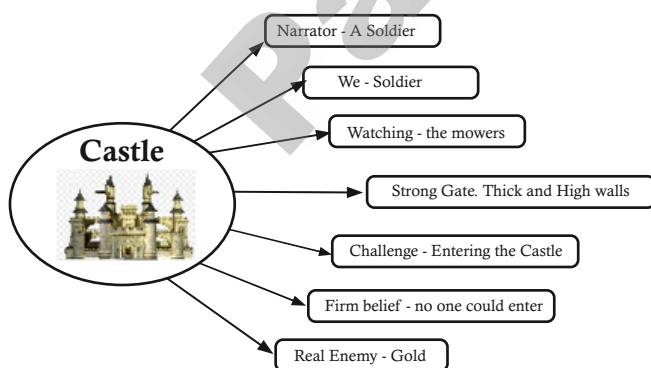 Narrator - A Soldier
We - Soldier
Watching - the mowers
Castle
Strong Gate. Thick and High walls
Challenge - Entering the Castle
Firm belief - no one could enter
Real Enemy - Gold